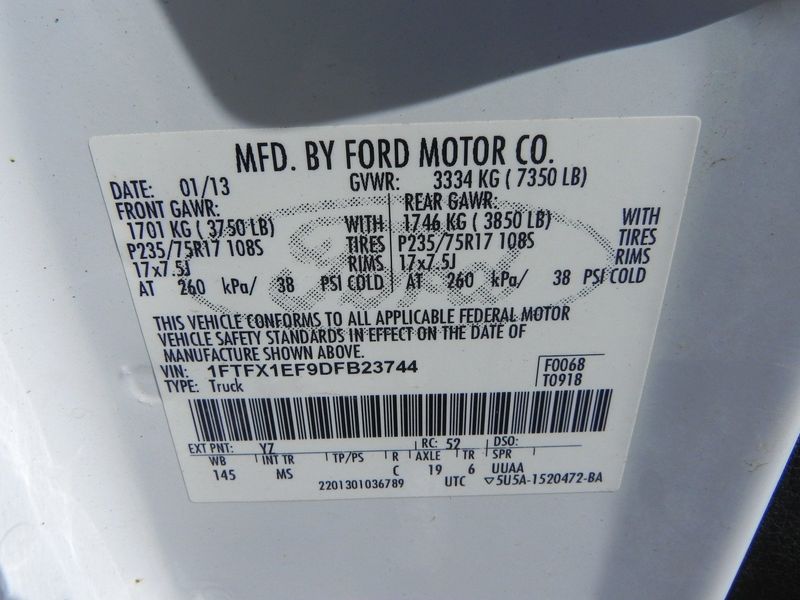 MFD. BY FORD MOTOR CO.
DATE: 01/13 GVWR: 3334 KG ( 7350 LB)
FRONT GAWR: REAR GAWR:
1701 KG ( 3750 LB) WITH 1746 KG ( 3850 LB) WITH
P235/75R17 108S TIRES P235/75R17 108S TIRES
17x7.5J RIMS 17x7.5J RIMS
AT 260 kPa/ 38 PSI COLD AT 260 kPa/ 38 PSI COLD
Ford
THIS VEHICLE CONFORMS TO ALL APPLICABLE FEDERAL MOTOR
VEHICLE SAFETY STANDARDS IN EFFECT ON THE DATE OF
MANUFACTURE SHOWN ABOVE.
VIN: 1FTFX1EF9DFB23744 F0068
TYPE: Truck T0918
EXT PNT: YZ RC: 52 DSO:
WB INT TR TP/PS R AXLE TR SPR
145 MS C 19 6 UUAA
2201301036789 UTC ▽5U5A-1520472-BA